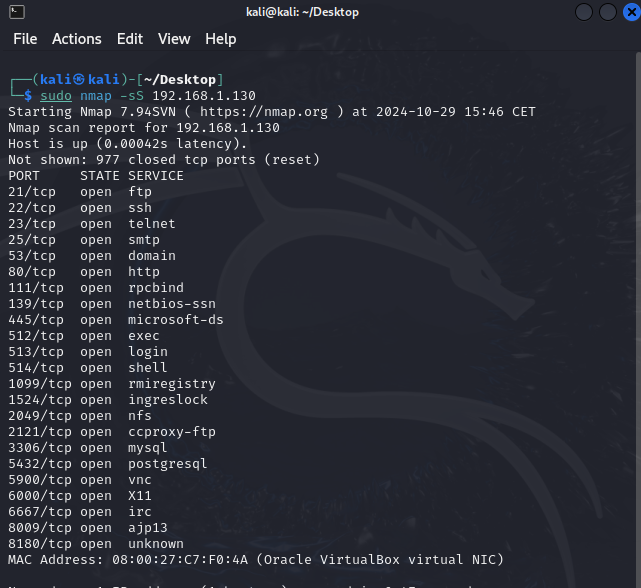 kali@kali: ~/Desktop
File Actions Edit View Help
┌──(kali㉿kali)-[~/Desktop]
└─$ sudo nmap -sS 192.168.1.130
Starting Nmap 7.94SVN ( https://nmap.org ) at 2024-10-29 15:46 CET
Nmap scan report for 192.168.1.130
Host is up (0.00042s latency).
Not shown: 977 closed tcp ports (reset)
PORT     STATE SERVICE
21/tcp   open  ftp
22/tcp   open  ssh
23/tcp   open  telnet
25/tcp   open  smtp
53/tcp   open  domain
80/tcp   open  http
111/tcp  open  rpcbind
139/tcp  open  netbios-ssn
445/tcp  open  microsoft-ds
512/tcp  open  exec
513/tcp  open  login
514/tcp  open  shell
1099/tcp open  rmiregistry
1524/tcp open  ingreslock
2049/tcp open  nfs
2121/tcp open  ccproxy-ftp
3306/tcp open  mysql
5432/tcp open  postgresql
5900/tcp open  vnc
6000/tcp open  X11
6667/tcp open  irc
8009/tcp open  ajp13
8180/tcp open  unknown
MAC Address: 08:00:27:C7:F0:4A (Oracle VirtualBox virtual NIC)